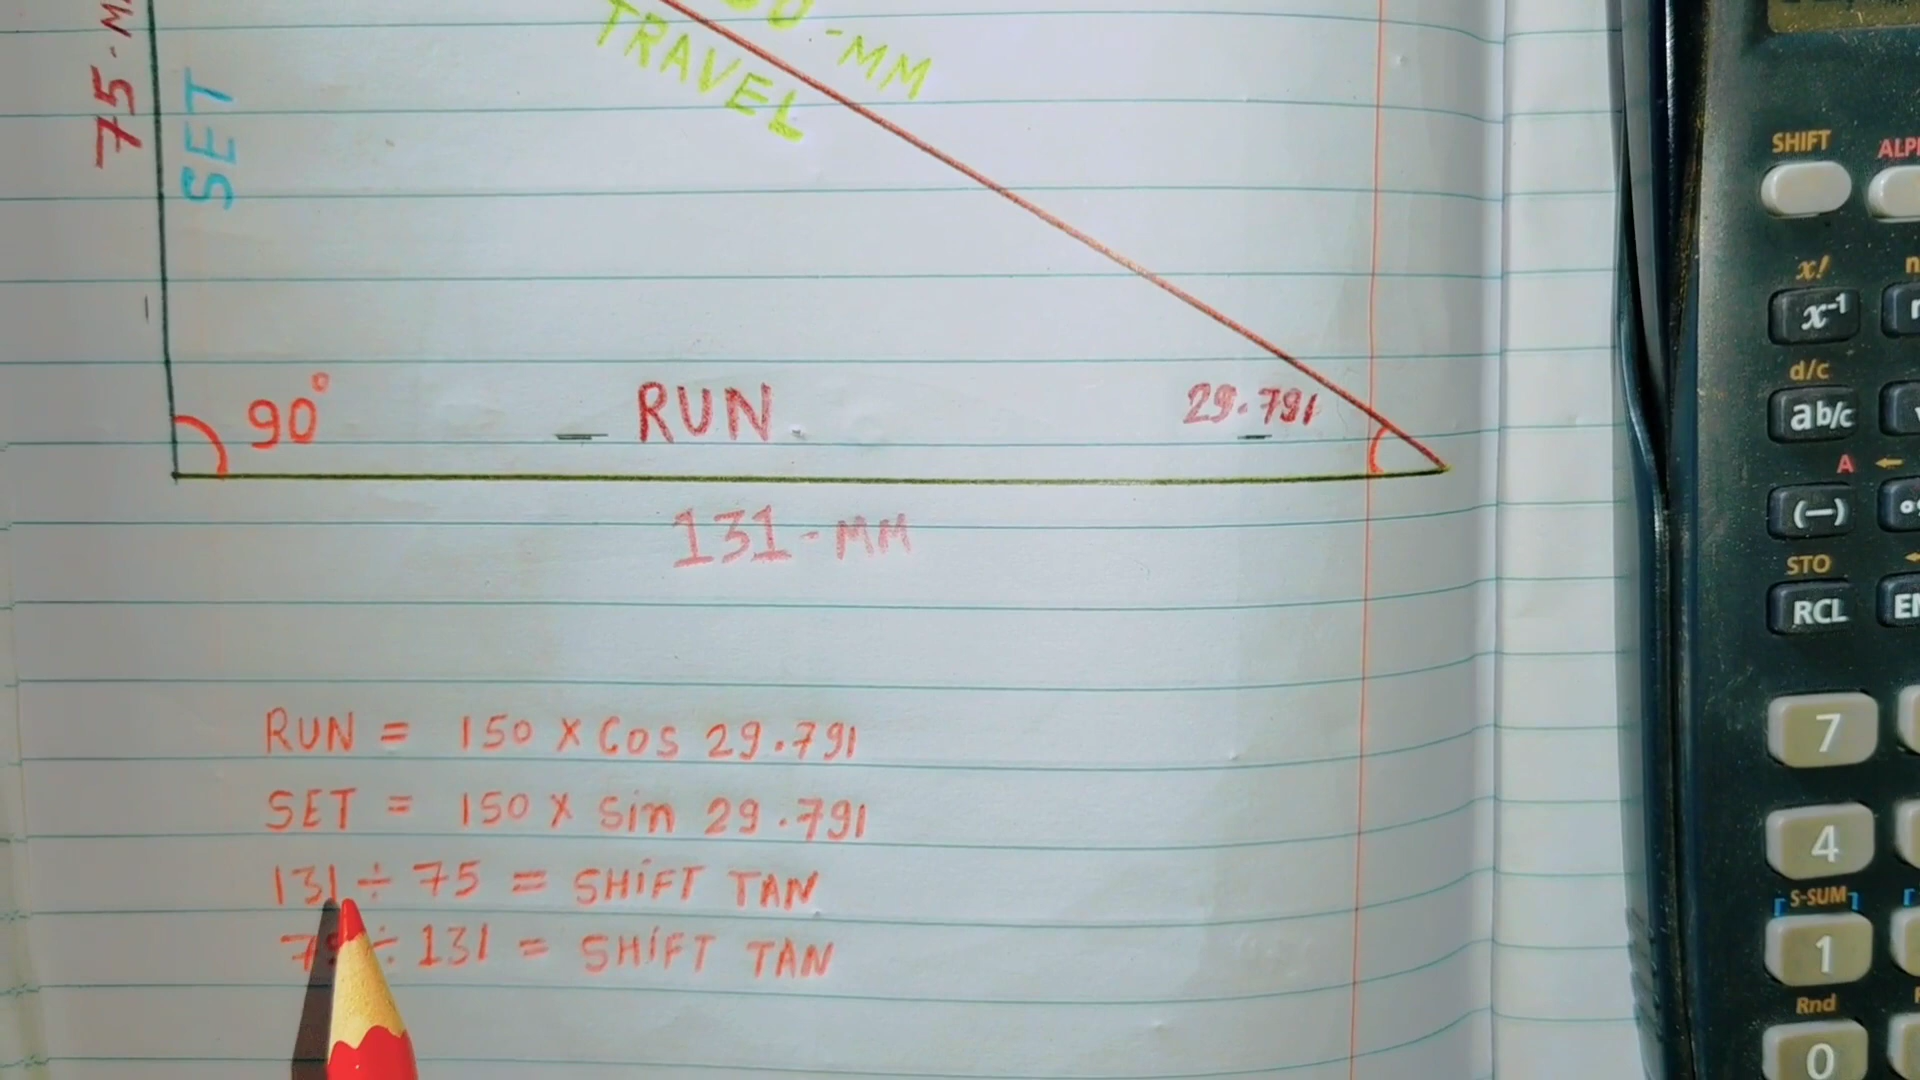 75-M
SET
0-MM
TRAVEL
90°
RUN
29.791
131-MM
RUN = 150 X Cos 29.791
SET = 150 X Sin 29.791
131 ÷ 75 = SHiFT TAN
÷ 131 = SHiFT TAN
SHIFT
x!
x⁻¹
d/c
ab/c
A ←
(—)
STO
RCL
7
4
S-SUM
1
Rnd
0